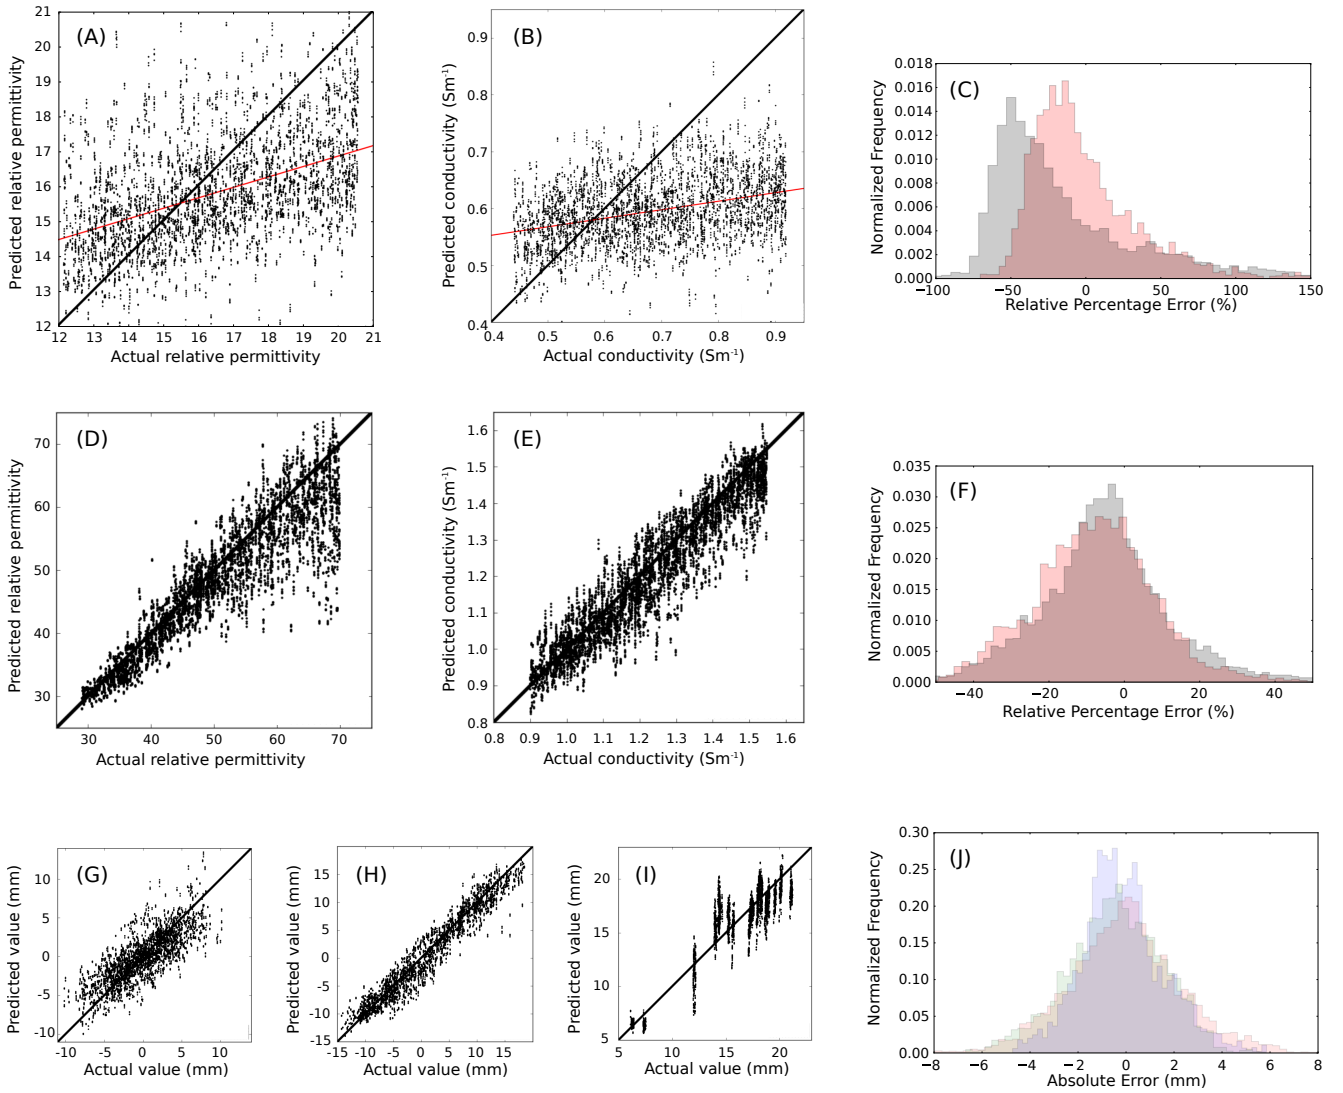 (A)
Predicted relative permittivity
21
20
19
18
17
16
15
14
13
12
12 13 14 15 16 17 18 19 20 21
Actual relative permittivity
(B)
Predicted conductivity (Sm⁻¹)
0.9
0.8
0.7
0.6
0.5
0.4
0.4 0.5 0.6 0.7 0.8 0.9
Actual conductivity (Sm⁻¹)
(C)
Normalized Frequency
0.018
0.016
0.014
0.012
0.010
0.008
0.006
0.004
0.002
0.000
−100 −50 0 50 100 150
Relative Percentage Error (%)
(D)
Predicted relative permittivity
70
60
50
40
30
30 40 50 60 70
Actual relative permittivity
(E)
Predicted conductivity (Sm⁻¹)
1.6
1.5
1.4
1.3
1.2
1.1
1.0
0.9
0.8
0.8 0.9 1.0 1.1 1.2 1.3 1.4 1.5 1.6
Actual conductivity (Sm⁻¹)
(F)
Normalized Frequency
0.035
0.030
0.025
0.020
0.015
0.010
0.005
0.000
−40 −20 0 20 40
Relative Percentage Error (%)
(G)
Predicted value (mm)
10
5
0
-5
-10
-10 -5 0 5 10
Actual value (mm)
(H)
Predicted value (mm)
15
10
5
0
-5
-10
-15
-15 -10 -5 0 5 10 15
Actual value (mm)
(I)
Predicted value (mm)
20
15
10
5
5 10 15 20
Actual value (mm)
(J)
Normalized Frequency
0.30
0.25
0.20
0.15
0.10
0.05
0.00
−8 −6 −4 −2 0 2 4 6 8
Absolute Error (mm)